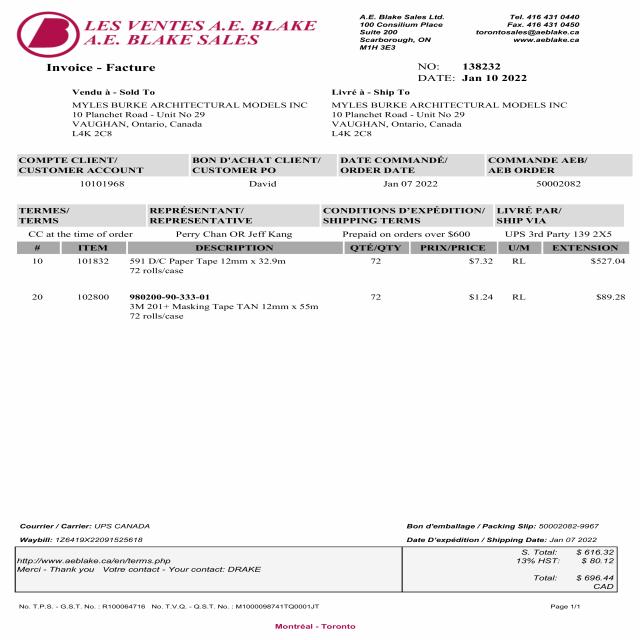 LES VENTES A.E. BLAKE
A.E. BLAKE SALES
A.E. Blake Sales Ltd.
100 Consilium Place
Suite 200
Scarborough, ON
M1H 3E3
Tel. 416 431 0440
Fax. 416 431 0450
torontosales@aeblake.ca
www.aeblake.ca
Invoice - Facture
NO: 138232
DATE: Jan 10 2022
Vendu à - Sold To
MYLES BURKE ARCHITECTURAL MODELS INC
10 Planchet Road - Unit No 29
VAUGHAN, Ontario, Canada
L4K 2C8
Livré à - Ship To
MYLES BURKE ARCHITECTURAL MODELS INC
10 Planchet Road - Unit No 29
VAUGHAN, Ontario, Canada
L4K 2C8
COMPTE CLIENT/ BON D'ACHAT CLIENT/ DATE COMMANDÉ/ COMMANDE AEB/
CUSTOMER ACCOUNT CUSTOMER PO ORDER DATE AEB ORDER
10101968 David Jan 07 2022 50002082
TERMES/ REPRÉSENTANT/ CONDITIONS D'EXPÉDITION/ LIVRÉ PAR/
TERMS REPRESENTATIVE SHIPPING TERMS SHIP VIA
CC at the time of order Perry Chan OR Jeff Kang Prepaid on orders over $600 UPS 3rd Party 139 2X5
# ITEM DESCRIPTION QTÉ/QTY PRIX/PRICE U/M EXTENSION
10 101832 591 D/C Paper Tape 12mm x 32.9m 72 $7.32 RL $527.04
72 rolls/case
20 102800 980200-90-333-01 72 $1.24 RL $89.28
3M 201+ Masking Tape TAN 12mm x 55m
72 rolls/case
Courrier / Carrier: UPS CANADA Bon d'emballage / Packing Slip: 50002082-9967
Waybill: 1Z6419X22091525618 Date D'expédition / Shipping Date: Jan 07 2022
S. Total: $ 616.32
http://www.aeblake.ca/en/terms.php 13% HST: $ 80.12
Merci - Thank you Votre contact - Your contact: DRAKE
Total: $ 696.44
CAD
No. T.P.S. - G.S.T. No. : R100064716 No. T.V.Q. - Q.S.T. No. : M1000098741TQ0001JT Page 1/1
Montréal - Toronto